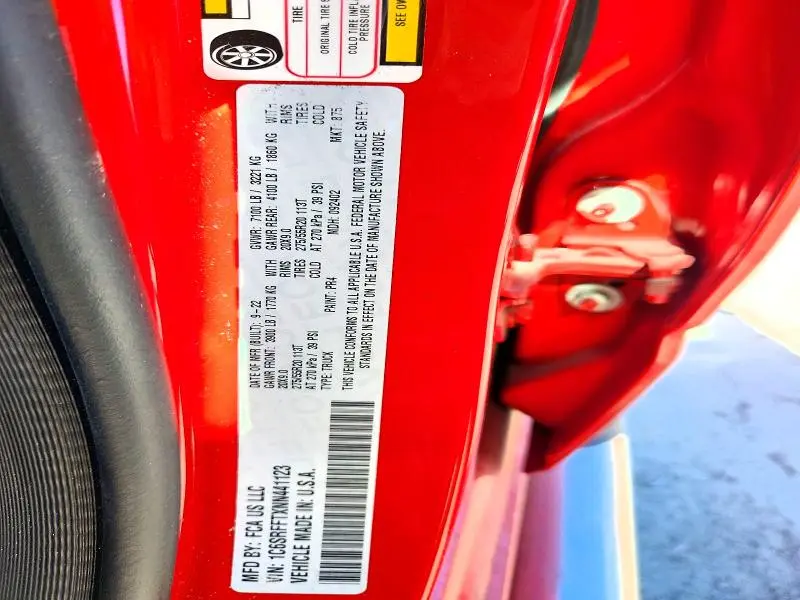 TIRE
ORIGINAL TIRE S
COLD TIRE INFL
PRESSURE
SEE OW
MFD BY: FCA US LLC
VIN: 1C6SRFFTXNN441123
VEHICLE MADE IN: U.S.A.
DATE OF MFR (BUILT): 9-22 GVWR: 7100 LB / 3221 KG
GAWR FRONT: 3900 LB / 1770 KG WITH GAWR REAR: 4100 LB / 1860 KG WITH
20X9.0 RIMS 20X9.0 RIMS
275/55R20 113T TIRES 275/55R20 113T TIRES
AT 270 kPa / 39 PSI COLD AT 270 kPa / 39 PSI COLD
TYPE: TRUCK PAINT: PR4 MDH: 092402 MKT: 875
THIS VEHICLE CONFORMS TO ALL APPLICABLE U.S.A. FEDERAL MOTOR VEHICLE SAFETY
STANDARDS IN EFFECT ON THE DATE OF MANUFACTURE SHOWN ABOVE.